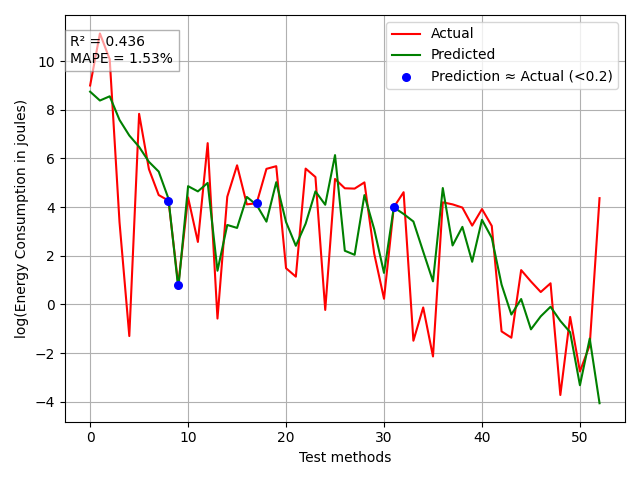 R² = 0.436
MAPE = 1.53%
Actual
Predicted
Prediction ≈ Actual (<0.2)
log(Energy Consumption in joules)
10
8
6
4
2
0
−2
−4
0 10 20 30 40 50
Test methods